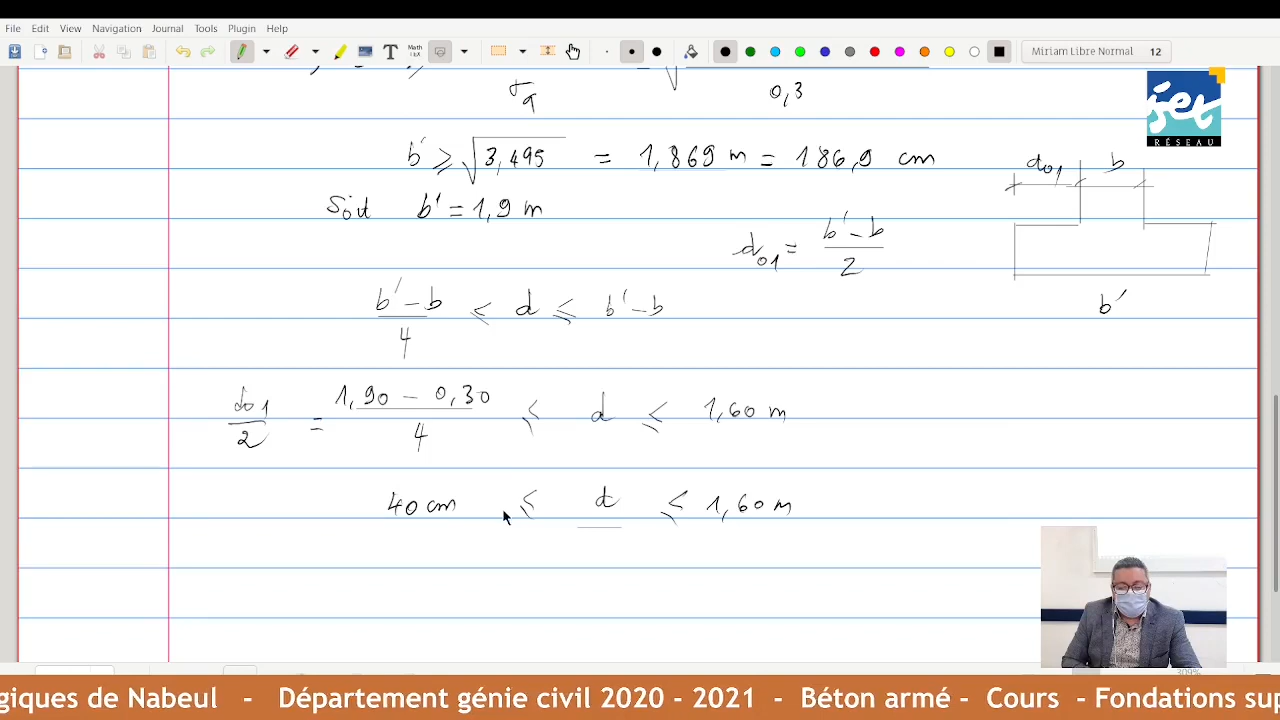 File Edit View Navigation Journal Tools Plugin Help
Miriam Libre Normal 12
σq
0,3
b' ⩾ √3,495 = 1,869 m = 186,9 cm
Soit b' = 1,9 m
d01 = (b' - b)/2
d01 b
b'
(b' - b)/4 ⩽ d ⩽ b' - b
d01/2 = (1,90 - 0,30)/4 ⩽ d ⩽ 1,60 m
40 cm ⩽ d ⩽ 1,60 m
iset
RÉSEAU
giques de Nabeul - Département génie civil 2020 - 2021 - Béton armé - Cours - Fondations sup